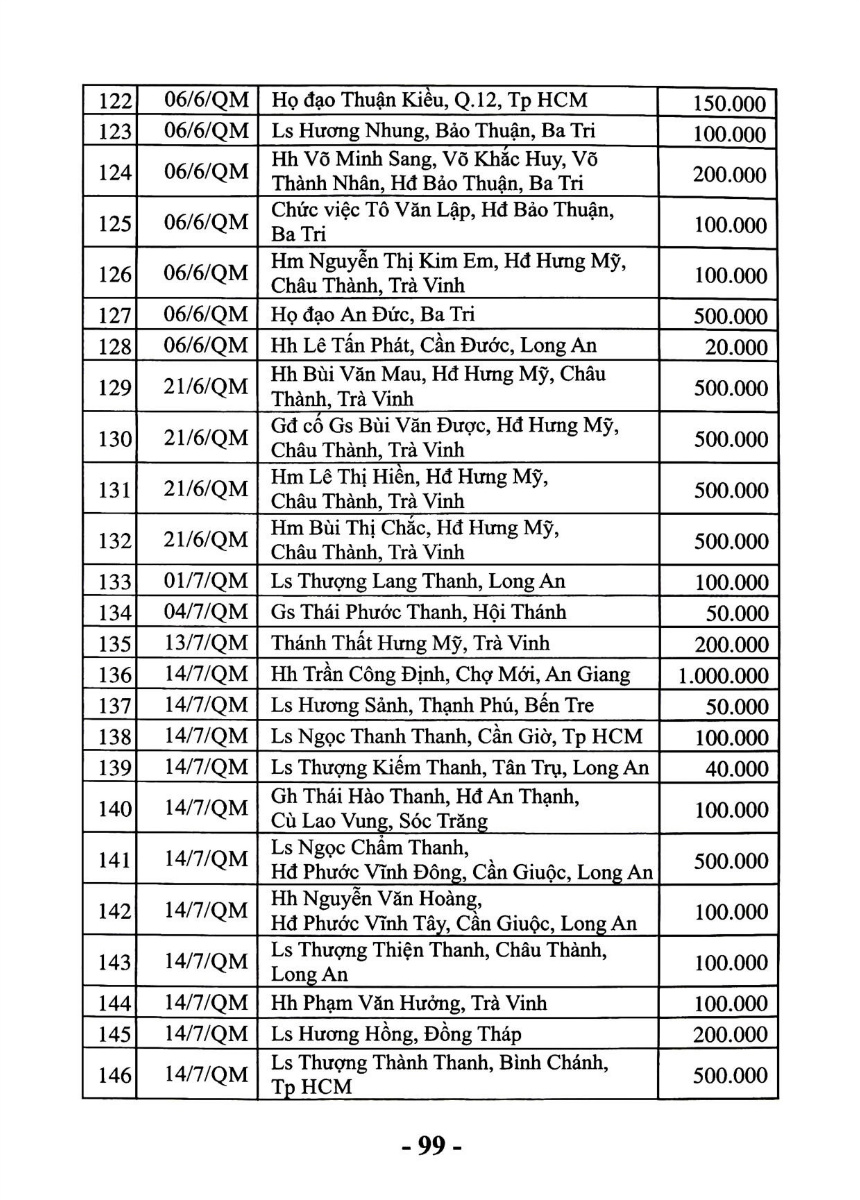 122 06/6/QM Họ đạo Thuận Kiều, Q.12, Tp HCM 150.000
123 06/6/QM Ls Hương Nhung, Bảo Thuận, Ba Tri 100.000
124 06/6/QM Hh Võ Minh Sang, Võ Khắc Huy, Võ
Thành Nhân, Hđ Bảo Thuận, Ba Tri 200.000
125 06/6/QM Chức việc Tô Văn Lập, Hđ Bảo Thuận,
Ba Tri 100.000
126 06/6/QM Hm Nguyễn Thị Kim Em, Hđ Hưng Mỹ,
Châu Thành, Trà Vinh 100.000
127 06/6/QM Họ đạo An Đức, Ba Tri 500.000
128 06/6/QM Hh Lê Tấn Phát, Cần Đước, Long An 20.000
129 21/6/QM Hh Bùi Văn Mau, Hđ Hưng Mỹ, Châu
Thành, Trà Vinh 500.000
130 21/6/QM Gđ cố Gs Bùi Văn Được, Hđ Hưng Mỹ,
Châu Thành, Trà Vinh 500.000
131 21/6/QM Hm Lê Thị Hiền, Hđ Hưng Mỹ,
Châu Thành, Trà Vinh 500.000
132 21/6/QM Hm Bùi Thị Chắc, Hđ Hưng Mỹ,
Châu Thành, Trà Vinh 500.000
133 01/7/QM Ls Thượng Lang Thanh, Long An 100.000
134 04/7/QM Gs Thái Phước Thanh, Hội Thánh 50.000
135 13/7/QM Thánh Thất Hưng Mỹ, Trà Vinh 200.000
136 14/7/QM Hh Trần Công Định, Chợ Mới, An Giang 1.000.000
137 14/7/QM Ls Hương Sảnh, Thạnh Phú, Bến Tre 50.000
138 14/7/QM Ls Ngọc Thanh Thanh, Cần Giờ, Tp HCM 100.000
139 14/7/QM Ls Thượng Kiếm Thanh, Tân Trụ, Long An 40.000
140 14/7/QM Gh Thái Hào Thanh, Hđ An Thạnh,
Cù Lao Vung, Sóc Trăng 100.000
141 14/7/QM Ls Ngọc Chẩm Thanh,
Hđ Phước Vĩnh Đông, Cần Giuộc, Long An 500.000
142 14/7/QM Hh Nguyễn Văn Hoàng,
Hđ Phước Vĩnh Tây, Cần Giuộc, Long An 100.000
143 14/7/QM Ls Thượng Thiện Thanh, Châu Thành,
Long An 100.000
144 14/7/QM Hh Phạm Văn Hưởng, Trà Vinh 100.000
145 14/7/QM Ls Hương Hồng, Đồng Tháp 200.000
146 14/7/QM Ls Thượng Thành Thanh, Bình Chánh,
Tp HCM 500.000
- 99 -